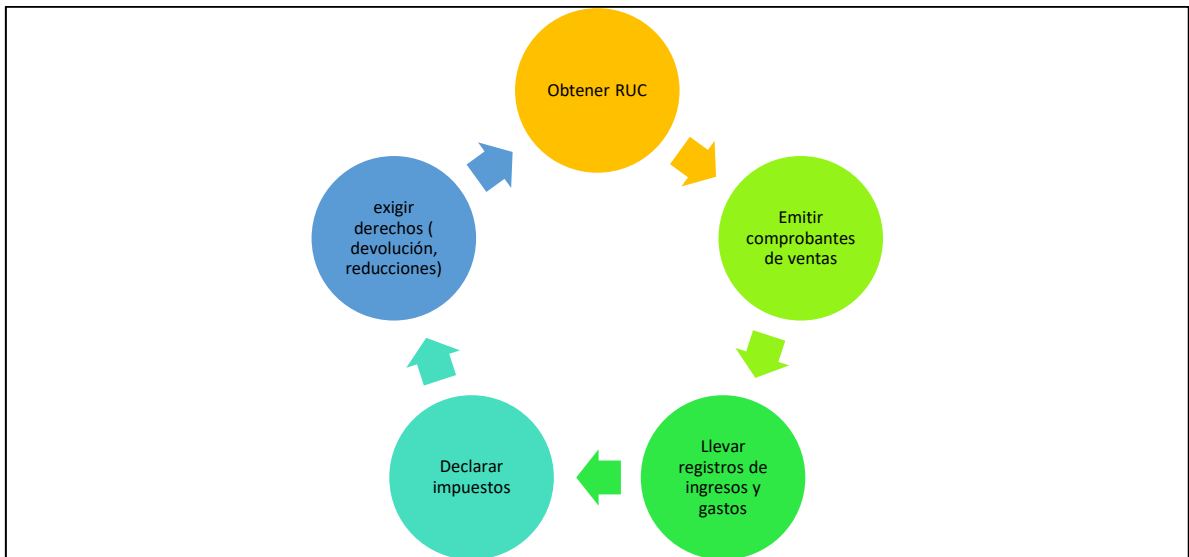 Obtener RUC
Emitir
comprobantes
de ventas
Llevar
registros de
ingresos y
gastos
Declarar
impuestos
exigir
derechos (
devolución,
reducciones)